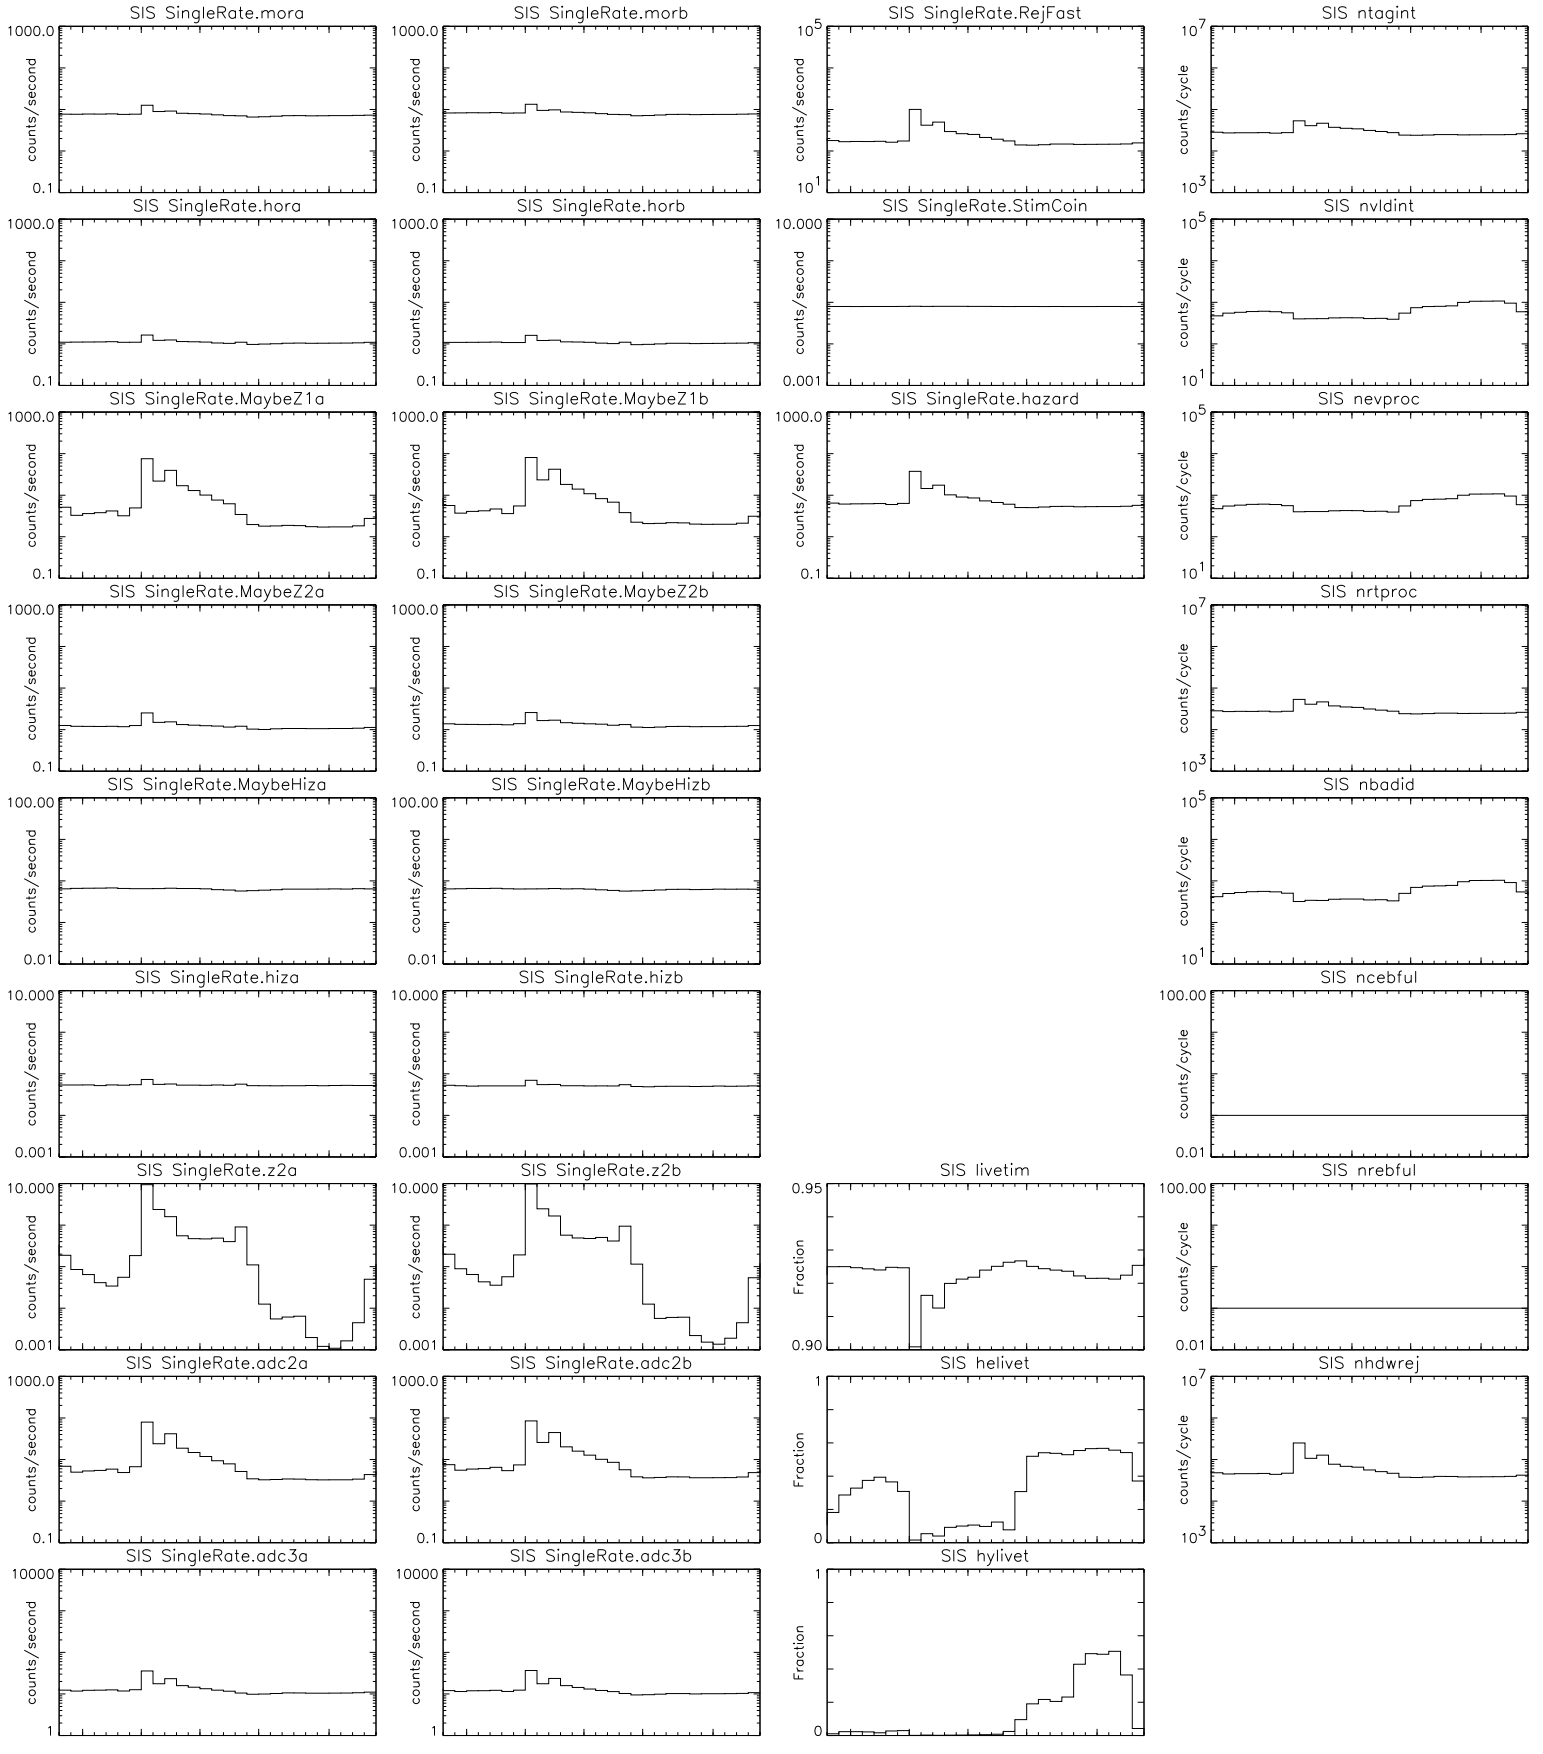 SIS SingleRate.mora
1000.0
counts/second
0.1
SIS SingleRate.morb
1000.0
counts/second
0.1
SIS SingleRate.RejFast
10^5
counts/second
10^1
SIS ntagint
10^7
counts/cycle
10^3
SIS SingleRate.hora
1000.0
counts/second
0.1
SIS SingleRate.horb
1000.0
counts/second
0.1
SIS SingleRate.StimCoin
10.000
counts/second
0.001
SIS nvldint
10^5
counts/cycle
10^1
SIS SingleRate.MaybeZ1a
1000.0
counts/second
0.1
SIS SingleRate.MaybeZ1b
1000.0
counts/second
0.1
SIS SingleRate.hazard
1000.0
counts/second
0.1
SIS nevproc
10^5
counts/cycle
10^1
SIS SingleRate.MaybeZ2a
1000.0
counts/second
0.1
SIS SingleRate.MaybeZ2b
1000.0
counts/second
0.1
SIS nrtproc
10^7
counts/cycle
10^3
SIS SingleRate.MaybeHiza
100.00
counts/second
0.01
SIS SingleRate.MaybeHizb
100.00
counts/second
0.01
SIS nbadid
10^5
counts/cycle
10^1
SIS SingleRate.hiza
10.000
counts/second
0.001
SIS SingleRate.hizb
10.000
counts/second
0.001
SIS ncebful
100.00
counts/cycle
0.01
SIS SingleRate.z2a
10.000
counts/second
0.001
SIS SingleRate.z2b
10.000
counts/second
0.001
SIS livetim
0.95
Fraction
0.90
SIS nrebful
100.00
counts/cycle
0.01
SIS SingleRate.adc2a
1000.0
counts/second
0.1
SIS SingleRate.adc2b
1000.0
counts/second
0.1
SIS helivet
1
Fraction
0
SIS nhdwrej
10^7
counts/cycle
10^3
SIS SingleRate.adc3a
10000
counts/second
1
SIS SingleRate.adc3b
10000
counts/second
1
SIS hylivet
1
Fraction
0